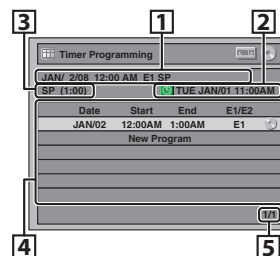 3
1
2
Timer Programming
JAN/ 2/08 12:00 AM E1 SP
SP (1:00) TUE JAN/01 11:00AM
Date Start End E1/E2
JAN/02 12:00AM 1:00AM E1
New Program
1/1
4
5